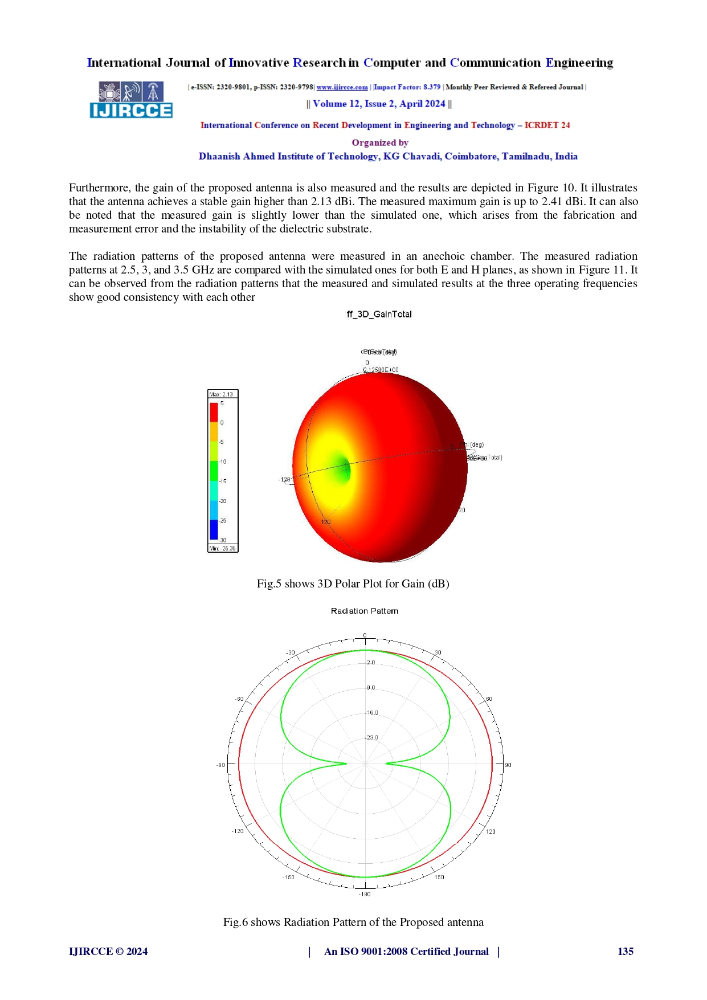 International Journal of Innovative Research in Computer and Communication Engineering
| e-ISSN: 2320-9801, p-ISSN: 2320-9798| www.ijircce.com | |Impact Factor: 8.379 | Monthly Peer Reviewed & Refereed Journal |
IJIRCCE
|| Volume 12, Issue 2, April 2024 ||
International Conference on Recent Development in Engineering and Technology – ICRDET 24
Organized by
Dhaanish Ahmed Institute of Technology, KG Chavadi, Coimbatore, Tamilnadu, India
Furthermore, the gain of the proposed antenna is also measured and the results are depicted in Figure 10. It illustrates
that the antenna achieves a stable gain higher than 2.13 dBi. The measured maximum gain is up to 2.41 dBi. It can also
be noted that the measured gain is slightly lower than the simulated one, which arises from the fabrication and
measurement error and the instability of the dielectric substrate.
The radiation patterns of the proposed antenna were measured in an anechoic chamber. The measured radiation
patterns at 2.5, 3, and 3.5 GHz are compared with the simulated ones for both E and H planes, as shown in Figure 11. It
can be observed from the radiation patterns that the measured and simulated results at the three operating frequencies
show good consistency with each other
ff_3D_GainTotal
0
2.12580E+00
Max: 2.13
5
0
-5
-10
-15
-20
-25
-30
Min: -25.35
0
Phi (deg)
-120
120
20
Fig.5 shows 3D Polar Plot for Gain (dB)
Radiation Pattern
0
-30
30
-2.0
-9.0
-60
60
-16.0
-23.0
-90
90
-120
120
-150
150
-180
Fig.6 shows Radiation Pattern of the Proposed antenna
IJIRCCE © 2024 | An ISO 9001:2008 Certified Journal | 135